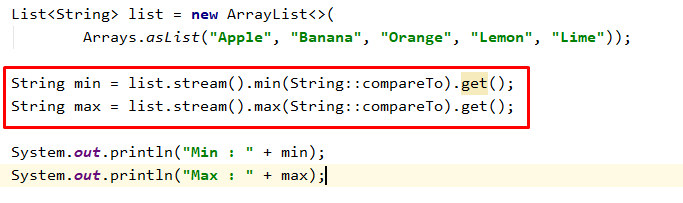 List<String> list = new ArrayList<>(
        Arrays.asList("Apple", "Banana", "Orange", "Lemon", "Lime"));
String min = list.stream().min(String::compareTo).get();
String max = list.stream().max(String::compareTo).get();
System.out.println("Min : " + min);
System.out.println("Max : " + max);